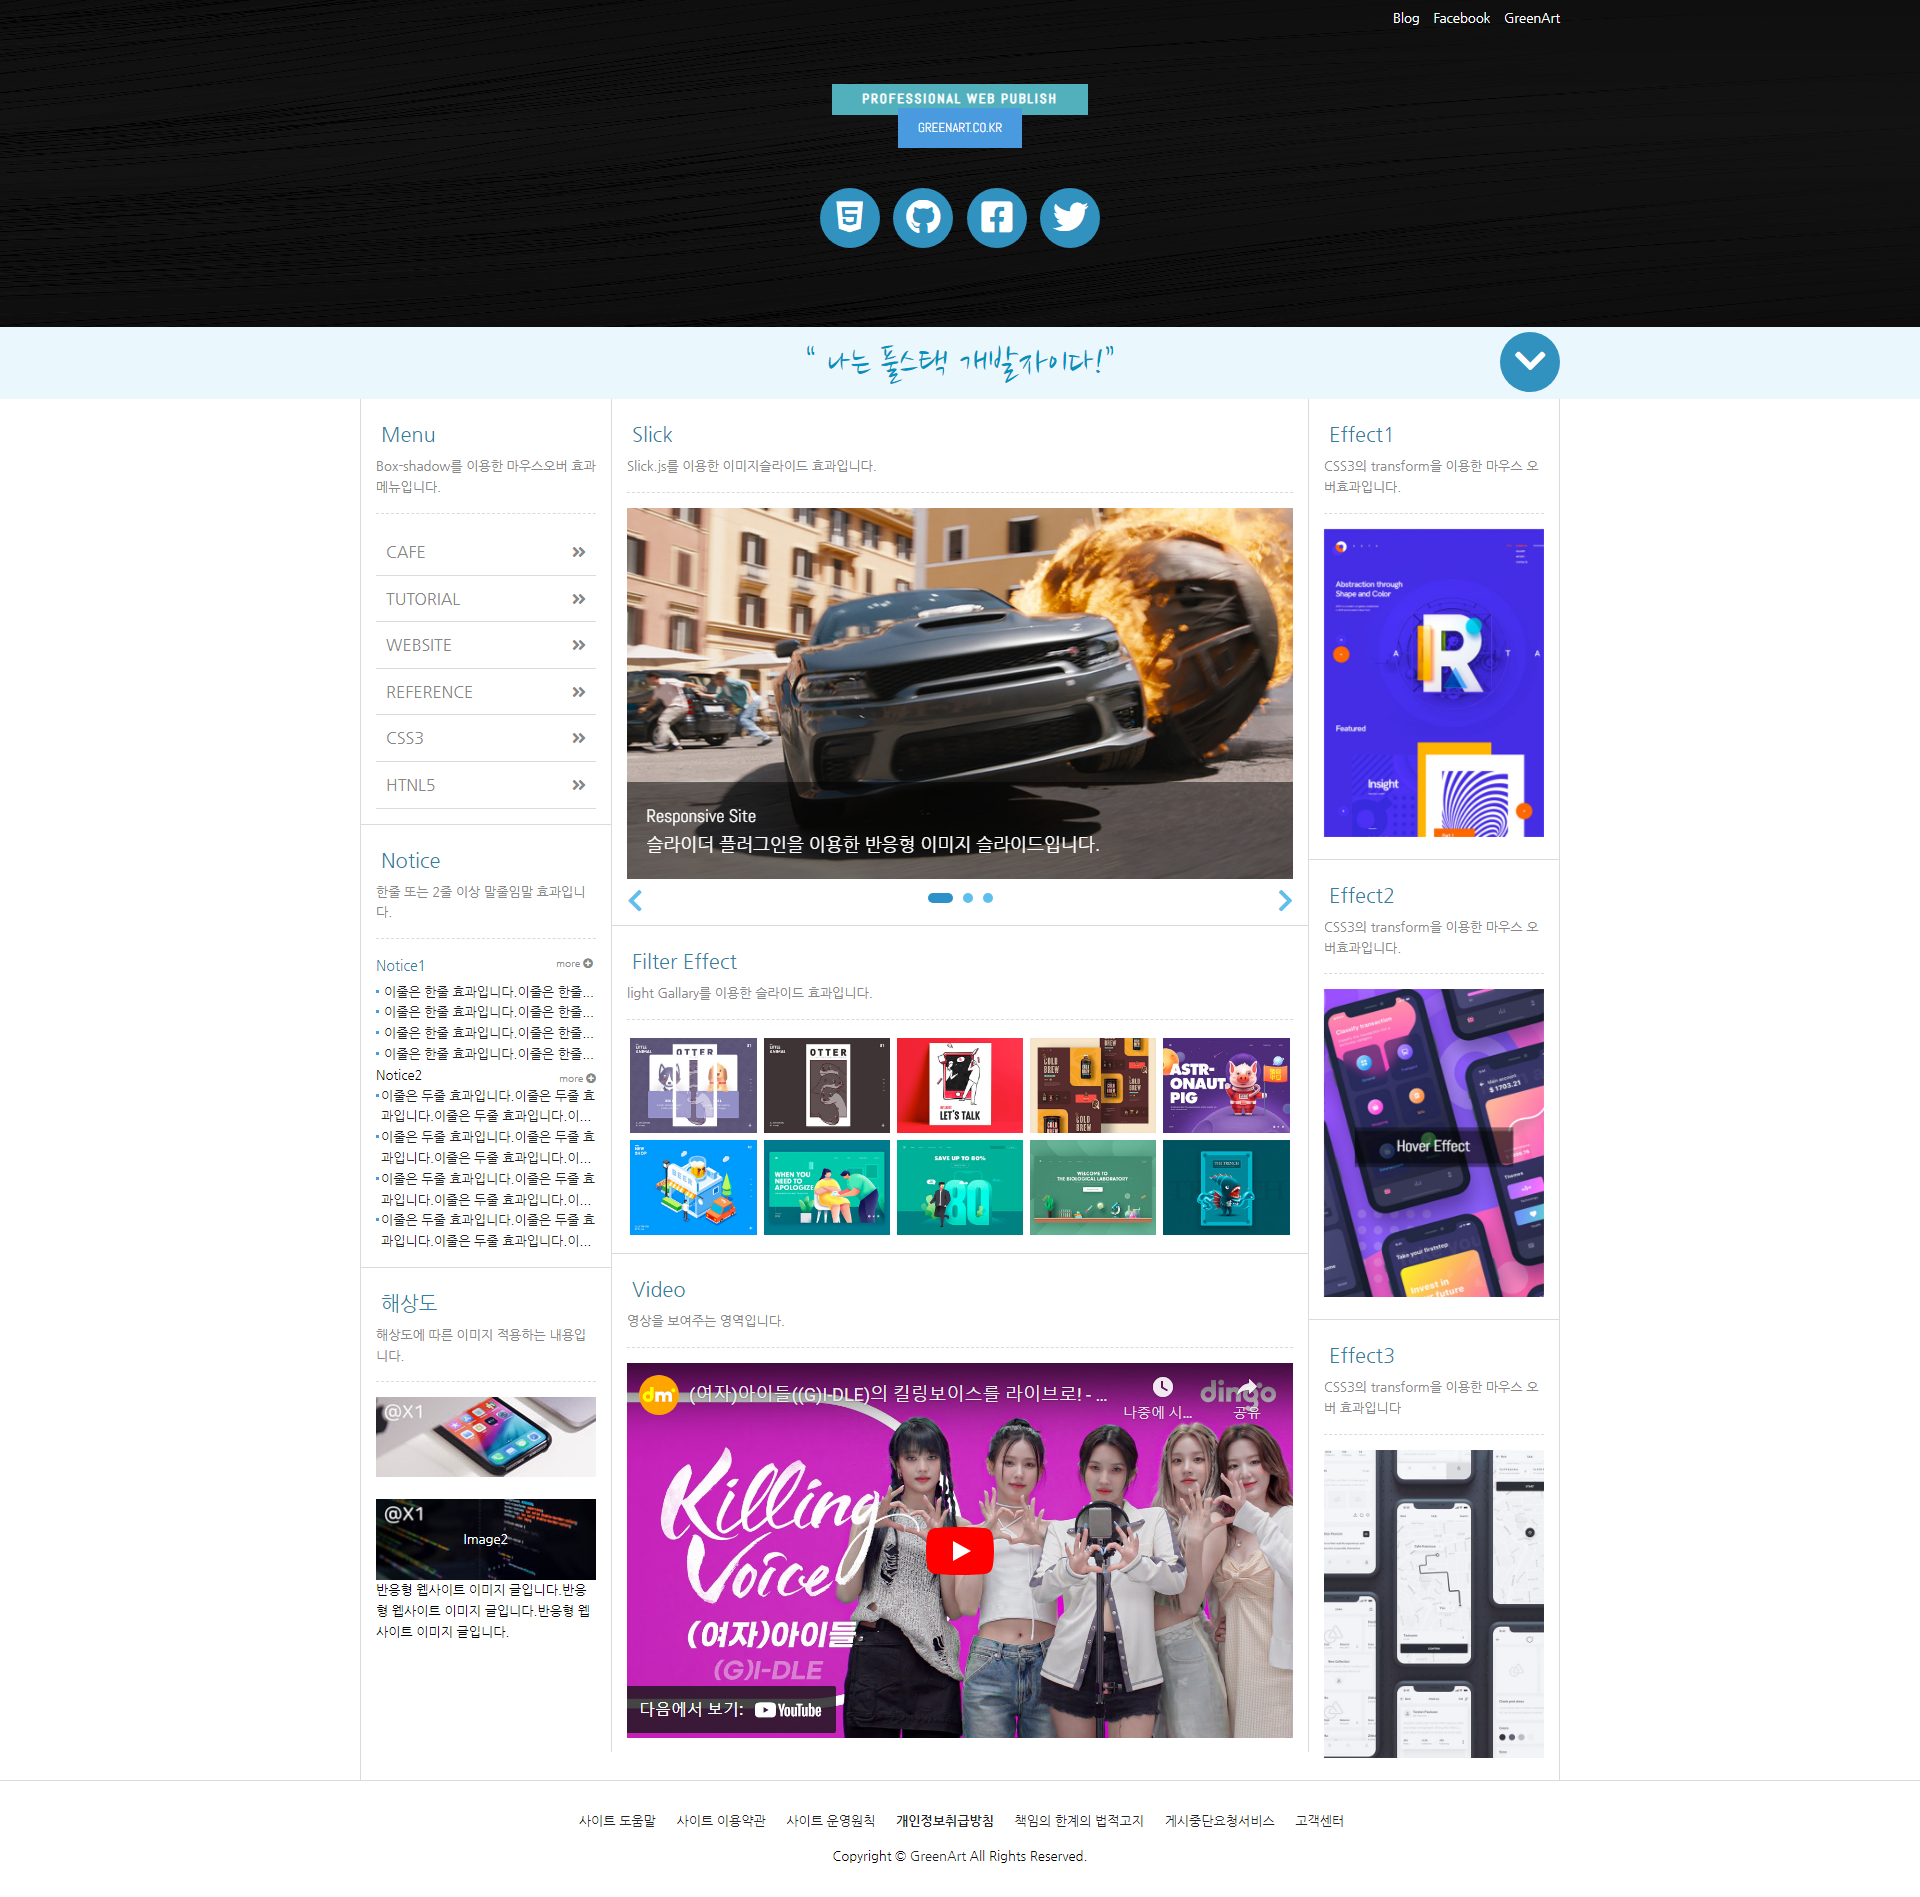 Blog Facebook GreenArt
PROFESSIONAL WEB PUBLISH
GREENART.CO.KR
“ 나는 풀스택 개발자이다!”
Menu
Box-shadow를 이용한 마우스오버 효과
메뉴입니다.
CAFE
TUTORIAL
WEBSITE
REFERENCE
CSS3
HTNL5
Notice
한줄 또는 2줄 이상 말줄임말 효과입니
다.
Notice1 more
이줄은 한줄 효과입니다.이줄은 한줄...
이줄은 한줄 효과입니다.이줄은 한줄...
이줄은 한줄 효과입니다.이줄은 한줄...
이줄은 한줄 효과입니다.이줄은 한줄...
Notice2 more
이줄은 두줄 효과입니다.이줄은 두줄 효
과입니다.이줄은 두줄 효과입니다.이...
이줄은 두줄 효과입니다.이줄은 두줄 효
과입니다.이줄은 두줄 효과입니다.이...
이줄은 두줄 효과입니다.이줄은 두줄 효
과입니다.이줄은 두줄 효과입니다.이...
이줄은 두줄 효과입니다.이줄은 두줄 효
과입니다.이줄은 두줄 효과입니다.이...
해상도
해상도에 따른 이미지 적용하는 내용입
니다.
@X1
@X1
Image2
반응형 웹사이트 이미지 글입니다.반응
형 웹사이트 이미지 글입니다.반응형 웹
사이트 이미지 글입니다.
Slick
Slick.js를 이용한 이미지슬라이드 효과입니다.
Responsive Site
슬라이더 플러그인을 이용한 반응형 이미지 슬라이드입니다.
Filter Effect
light Gallary를 이용한 슬라이드 효과입니다.
OTTER
OTTER
LET'S TALK
COLD
BREW
ASTR-
ONAUT
PIG
WHEN YOU
NEED TO
APOLOGIZE
SAVE UP TO 80%
80
WELCOME TO
THE BIOLOGICAL LABORATORY
Video
영상을 보여주는 영역입니다.
dm
(여자)아이들((G)I-DLE)의 킬링보이스를 라이브로! - ...
나중에 시...
공유
dingo
Killing
Voice
(여자)아이들
(G)I-DLE
다음에서 보기: YouTube
Effect1
CSS3의 transform을 이용한 마우스 오
버효과입니다.
Abstraction through
Shape and Color
R
A T A
Featured
Insight
Effect2
CSS3의 transform을 이용한 마우스 오
버효과입니다.
Classify transaction
Main account
$ 1703.21
Hover Effect
Take your firststep
Invest in
your future
Effect3
CSS3의 transform을 이용한 마우스 오
버 효과입니다
사이트 도움말 사이트 이용약관 사이트 운영원칙 개인정보취급방침 책임의 한계의 법적고지 게시중단요청서비스 고객센터
Copyright © GreenArt All Rights Reserved.